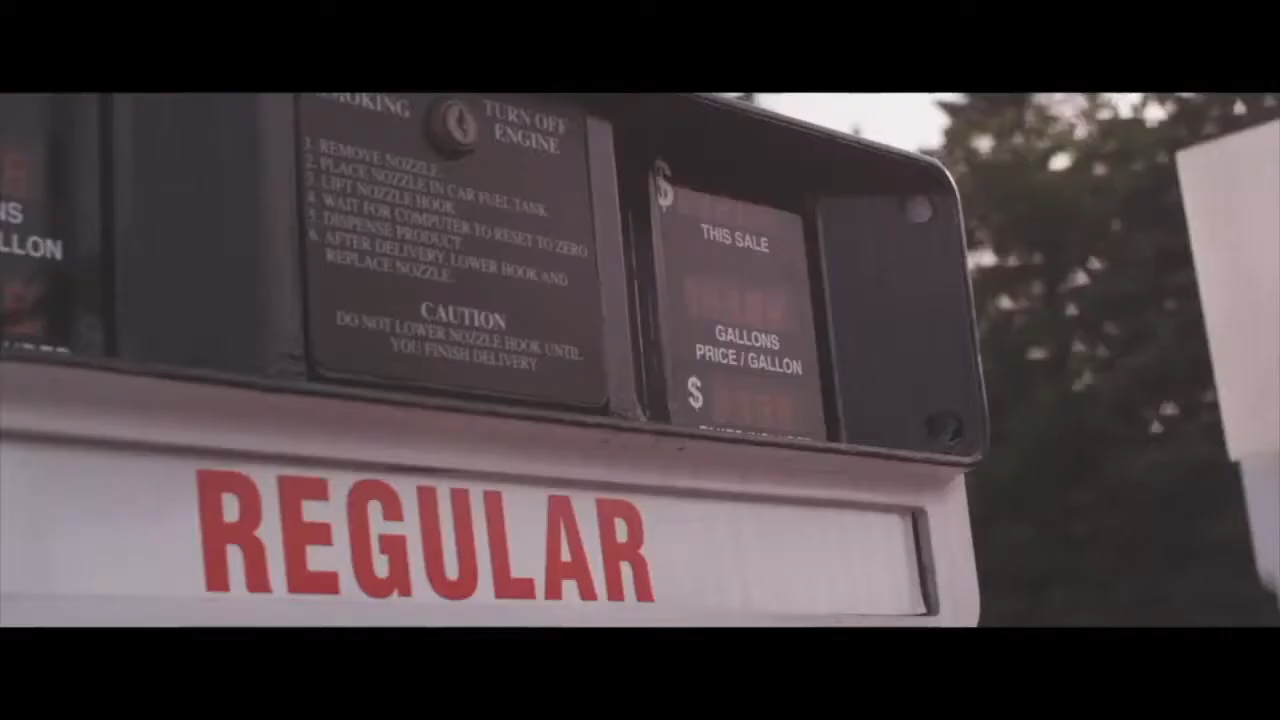 NS
LLON
SMOKING
TURN OFF
ENGINE
1. REMOVE NOZZLE.
2. PLACE NOZZLE IN CAR FUEL TANK.
3. LIFT NOZZLE HOOK
4. WAIT FOR COMPUTER TO RESET TO ZERO
5. DISPENSE PRODUCT
6. AFTER DELIVERY, LOWER HOOK AND
REPLACE NOZZLE.
CAUTION
DO NOT LOWER NOZZLE HOOK UNTIL
YOU FINISH DELIVERY
$
THIS SALE
GALLONS
PRICE / GALLON
$
REGULAR